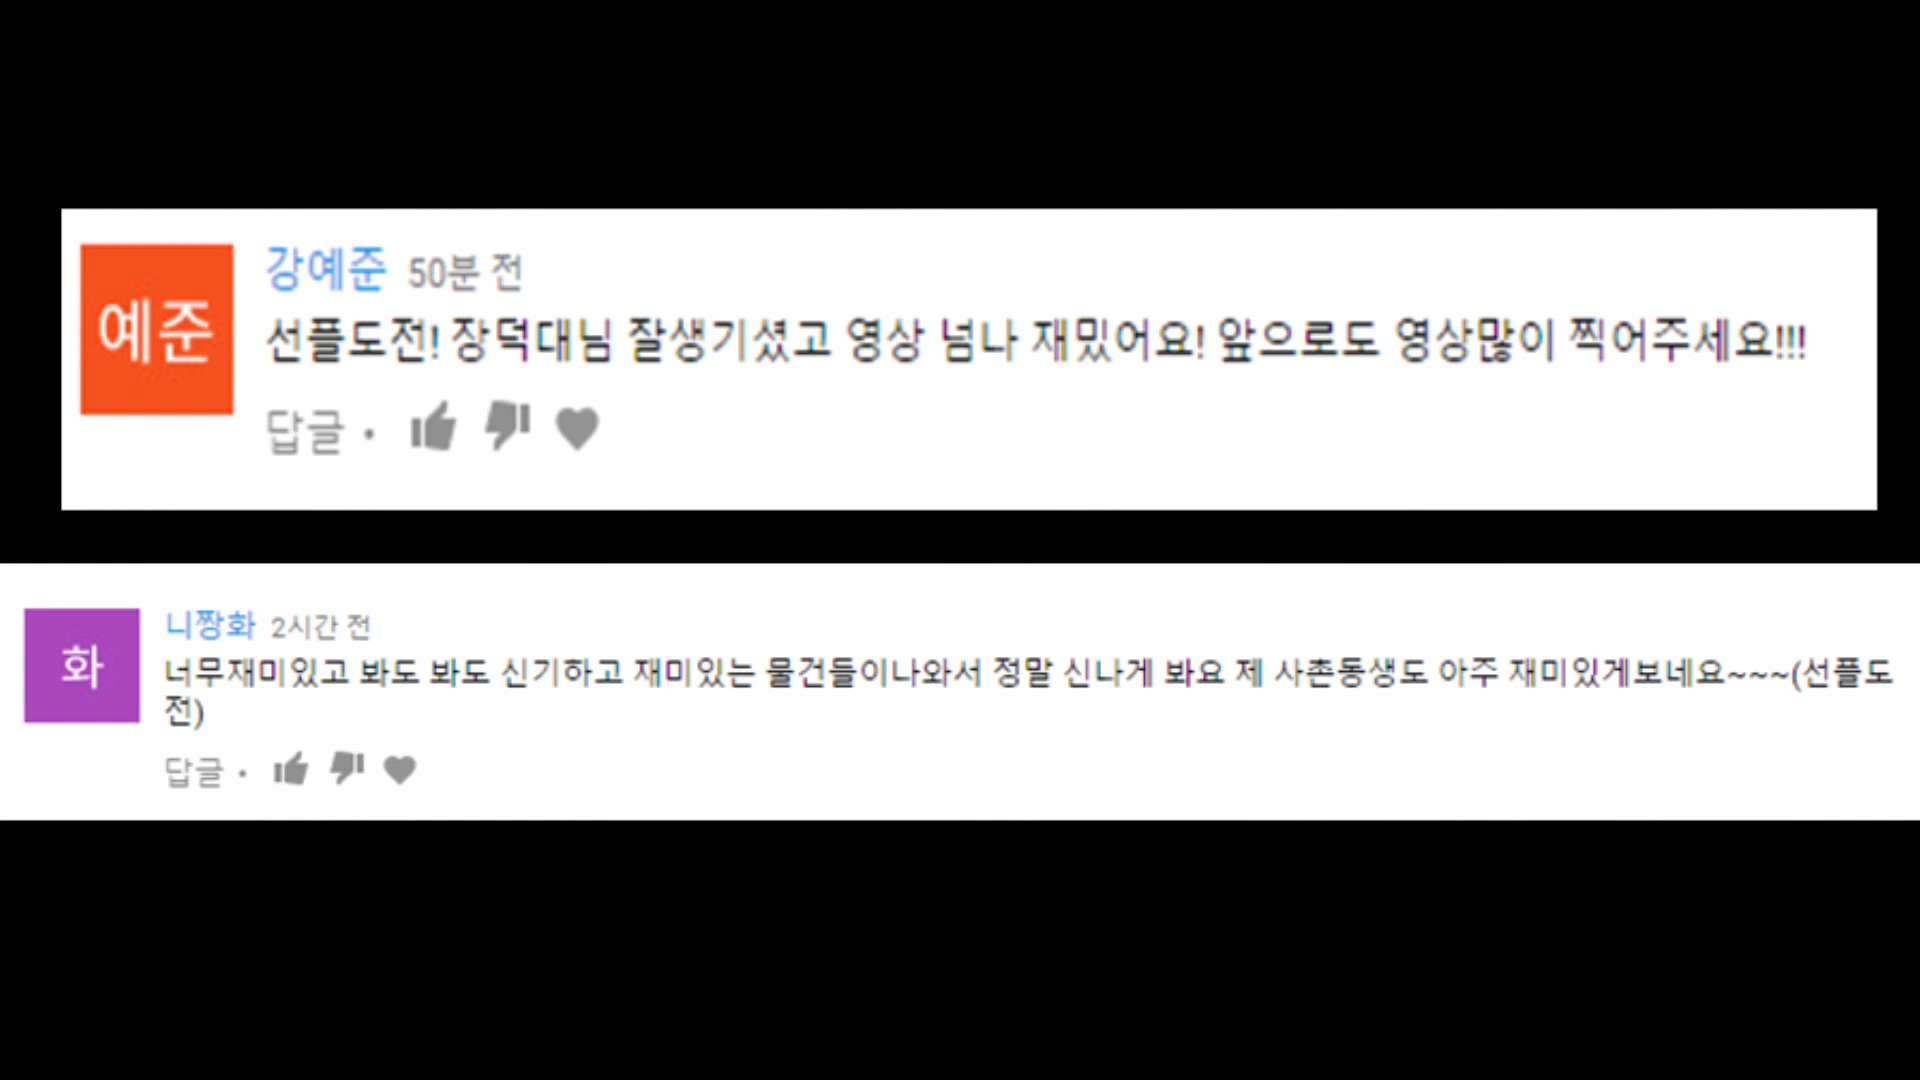 예준
강예준 50분 전
선플도전! 장덕대님 잘생기셨고 영상 넘나 재밌어요! 앞으로도 영상많이 찍어주세요!!!
답글 •
화
니짱화 2시간 전
너무재미있고 봐도 봐도 신기하고 재미있는 물건들이나와서 정말 신나게 봐요 제 사촌동생도 아주 재미있게보네요~~~(선플도
전)
답글 •